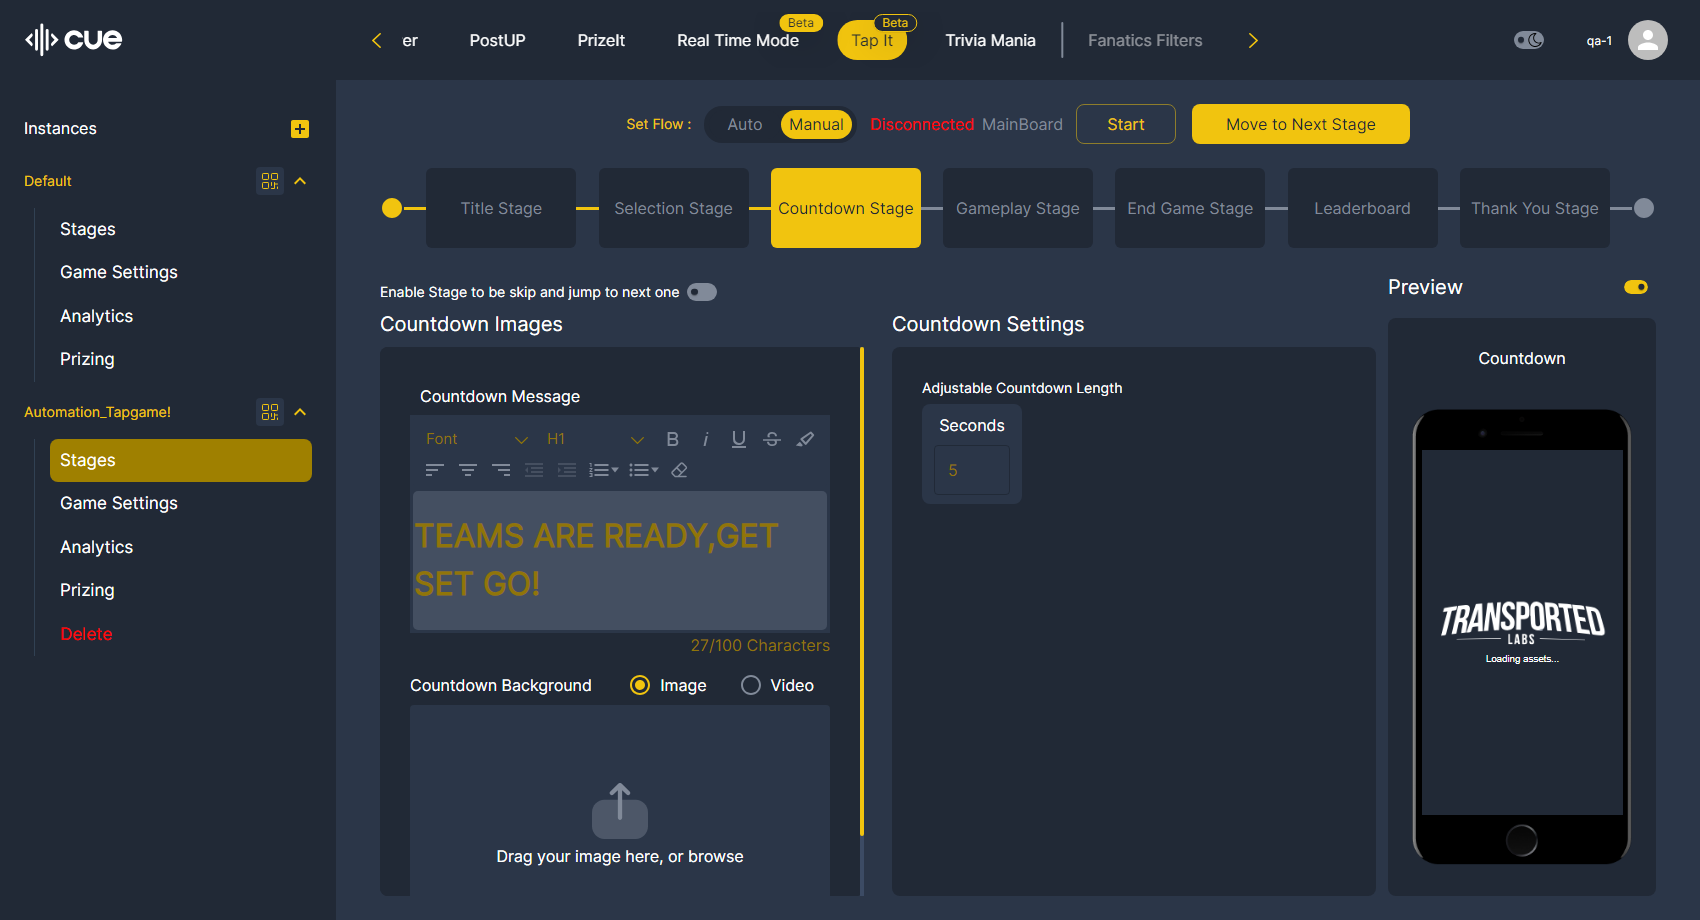 cue
er
PostUP
PrizeIt
Real Time Mode
Beta
Tap It
Beta
Trivia Mania
Fanatics Filters
qa-1
Instances
Default
Stages
Game Settings
Analytics
Prizing
Automation_Tapgame!
Stages
Game Settings
Analytics
Prizing
Delete
Set Flow :
Auto
Manual
Disconnected MainBoard
Start
Move to Next Stage
Title Stage
Selection Stage
Countdown Stage
Gameplay Stage
End Game Stage
Leaderboard
Thank You Stage
Enable Stage to be skip and jump to next one
Countdown Images
Countdown Message
Font
H1
B
i
U
S
TEAMS ARE READY,GET
SET GO!
27/100 Characters
Countdown Background
Image
Video
Drag your image here, or browse
Countdown Settings
Adjustable Countdown Length
Seconds
5
Preview
Countdown
TRANSPORTED
LABS
Loading assets...